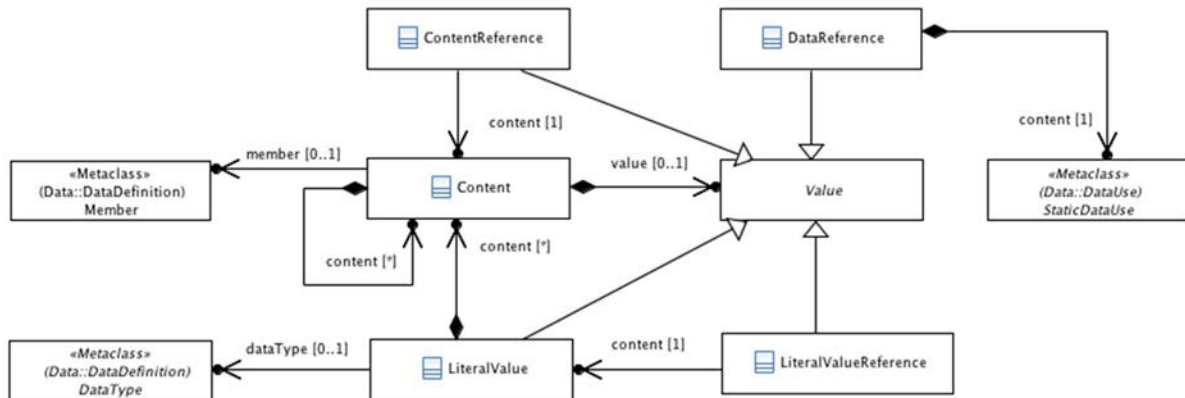 ContentReference
DataReference
content [1]
content [1]
member [0..1]
value [0..1]
«Metaclass»
(Data::DataDefinition)
Member
Content
Value
«Metaclass»
(Data::DataUse)
StaticDataUse
content [*]
content [*]
dataType [0..1]
content [1]
«Metaclass»
(Data::DataDefinition)
DataType
LiteralValue
LiteralValueReference